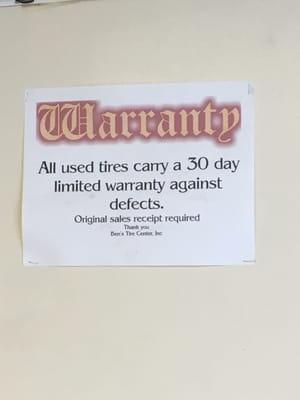 Warranty
All used tires carry a 30 day
limited warranty against
defects.
Original sales receipt required
Thank you
Ben's Tire Center, Inc